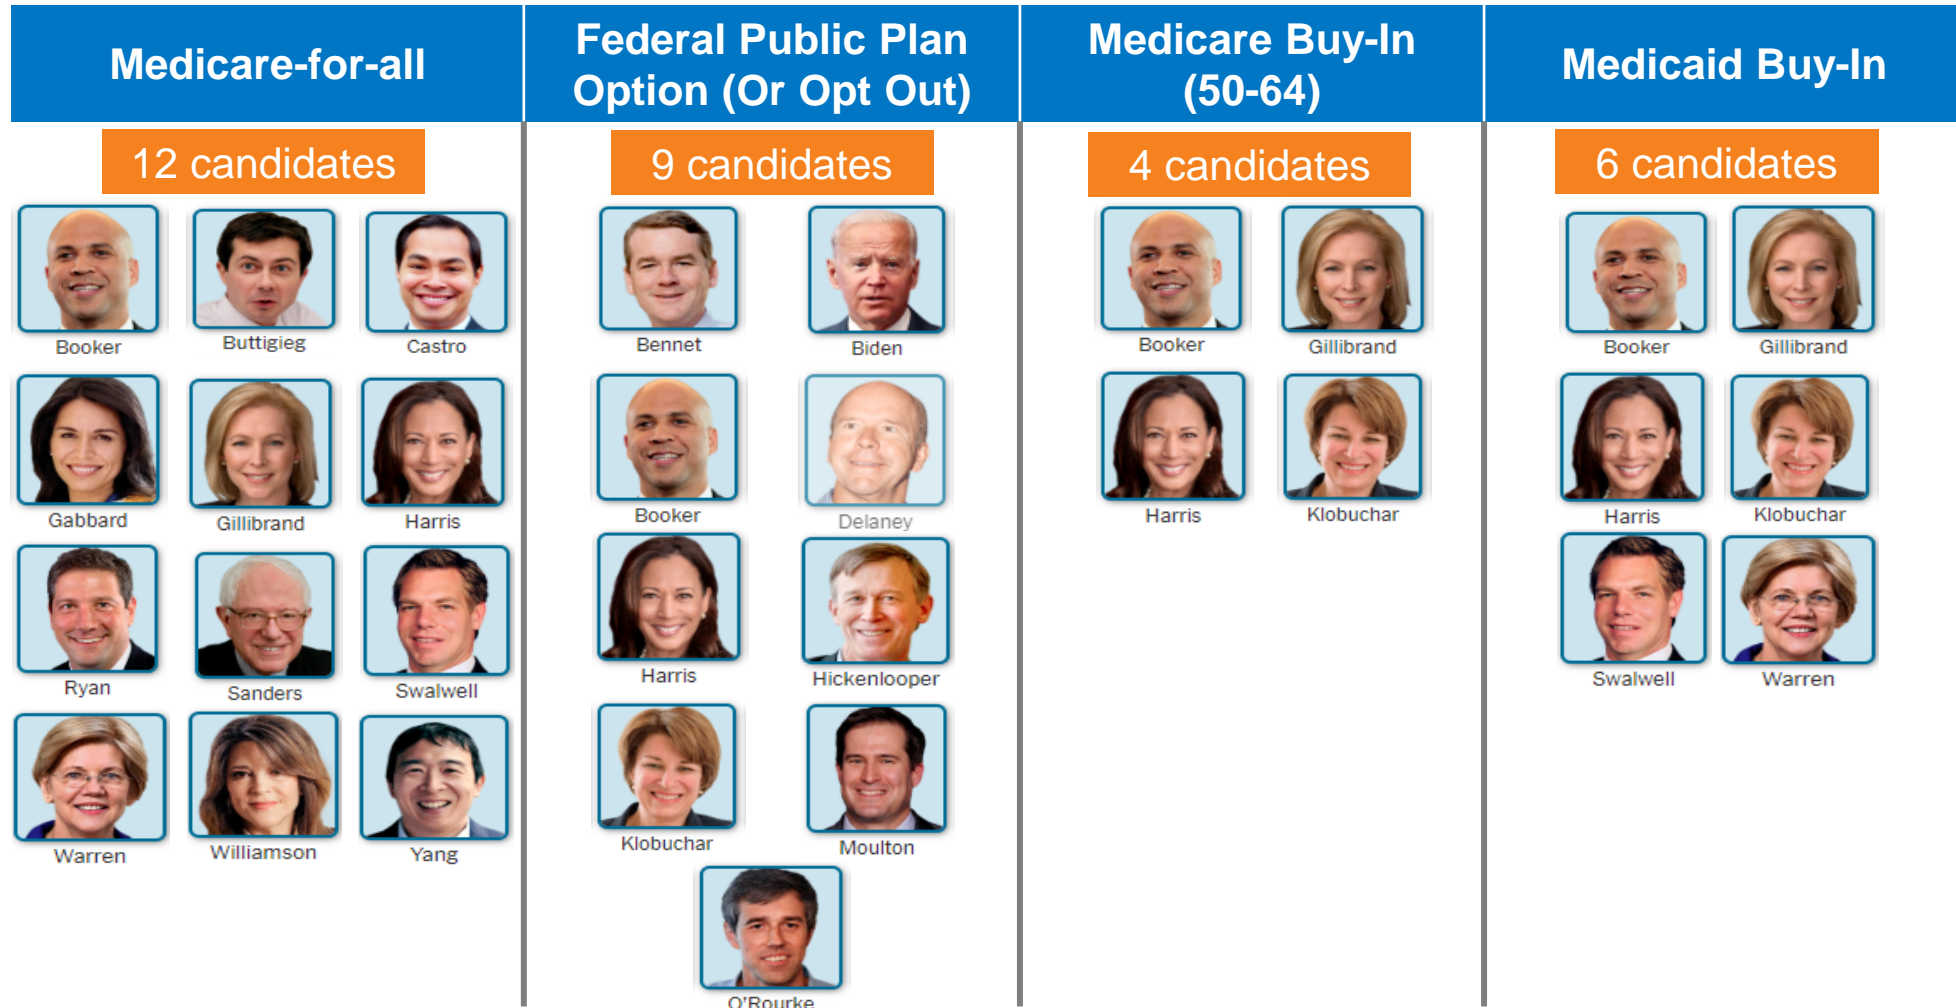 Medicare-for-all
12 candidates
Booker
Buttigieg
Castro
Gabbard
Gillibrand
Harris
Ryan
Sanders
Swalwell
Warren
Williamson
Yang
Federal Public Plan
Option (Or Opt Out)
9 candidates
Bennet
Biden
Booker
Delaney
Harris
Hickenlooper
Klobuchar
Moulton
O'Rourke
Medicare Buy-In
(50-64)
4 candidates
Booker
Gillibrand
Harris
Klobuchar
Medicaid Buy-In
6 candidates
Booker
Gillibrand
Harris
Klobuchar
Swalwell
Warren